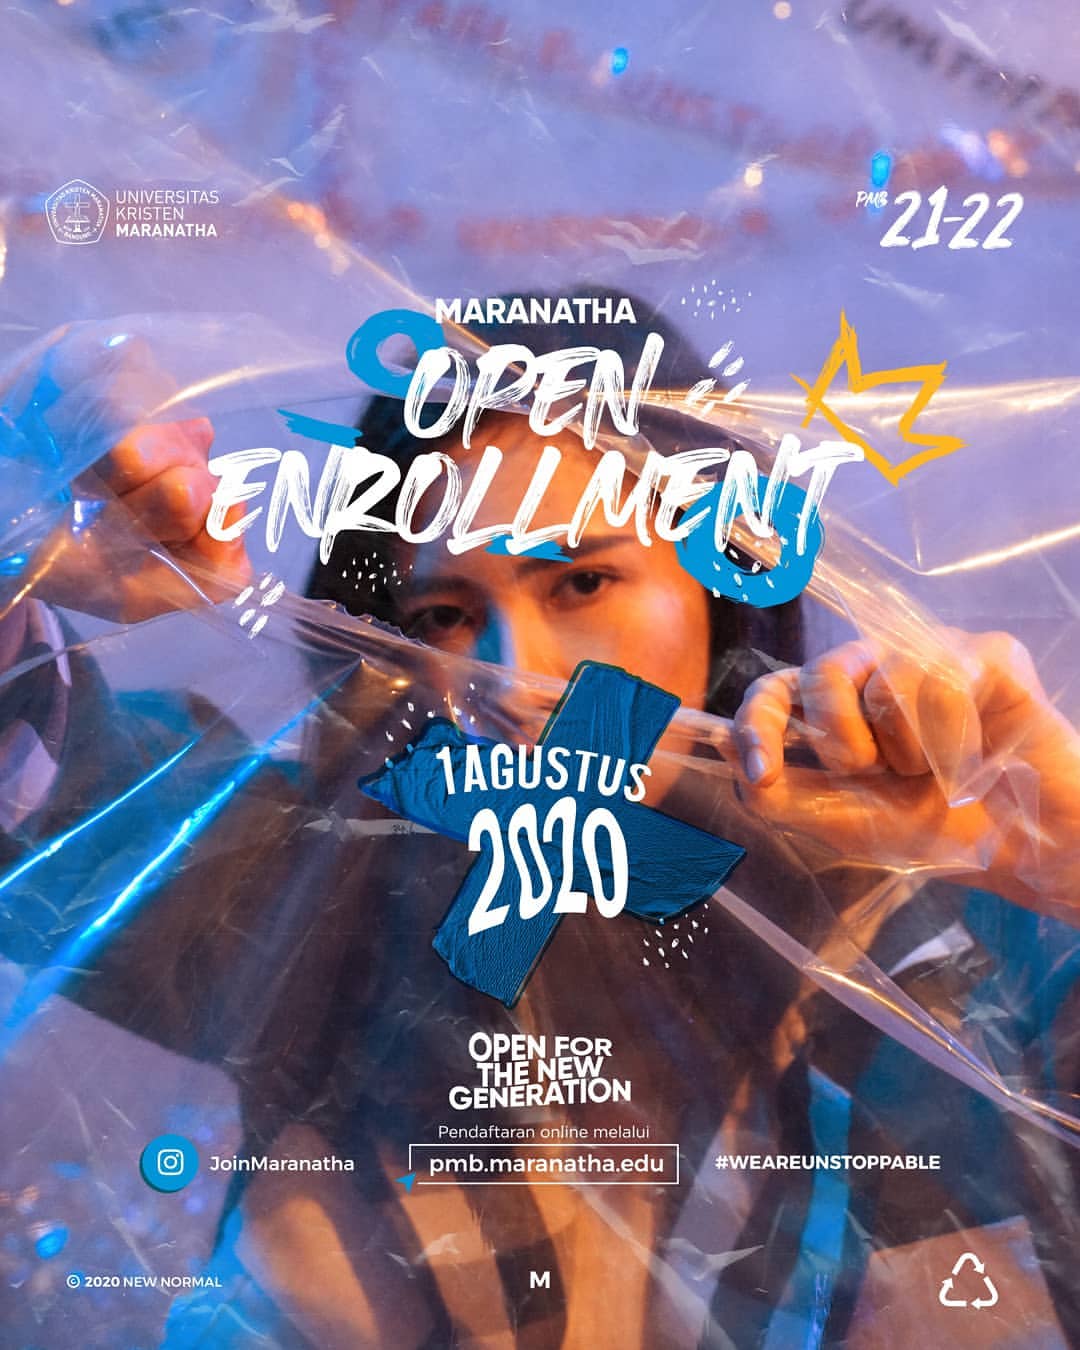 UNIVERSITAS
KRISTEN
MARANATHA
PMB 21-22
MARANATHA
OPEN
ENROLLMENT
1 AGUSTUS
2020
OPEN FOR
THE NEW
GENERATION
Pendaftaran online melalui
JoinMaranatha
pmb.maranatha.edu
#WEAREUNSTOPPABLE
© 2020 NEW NORMAL
M